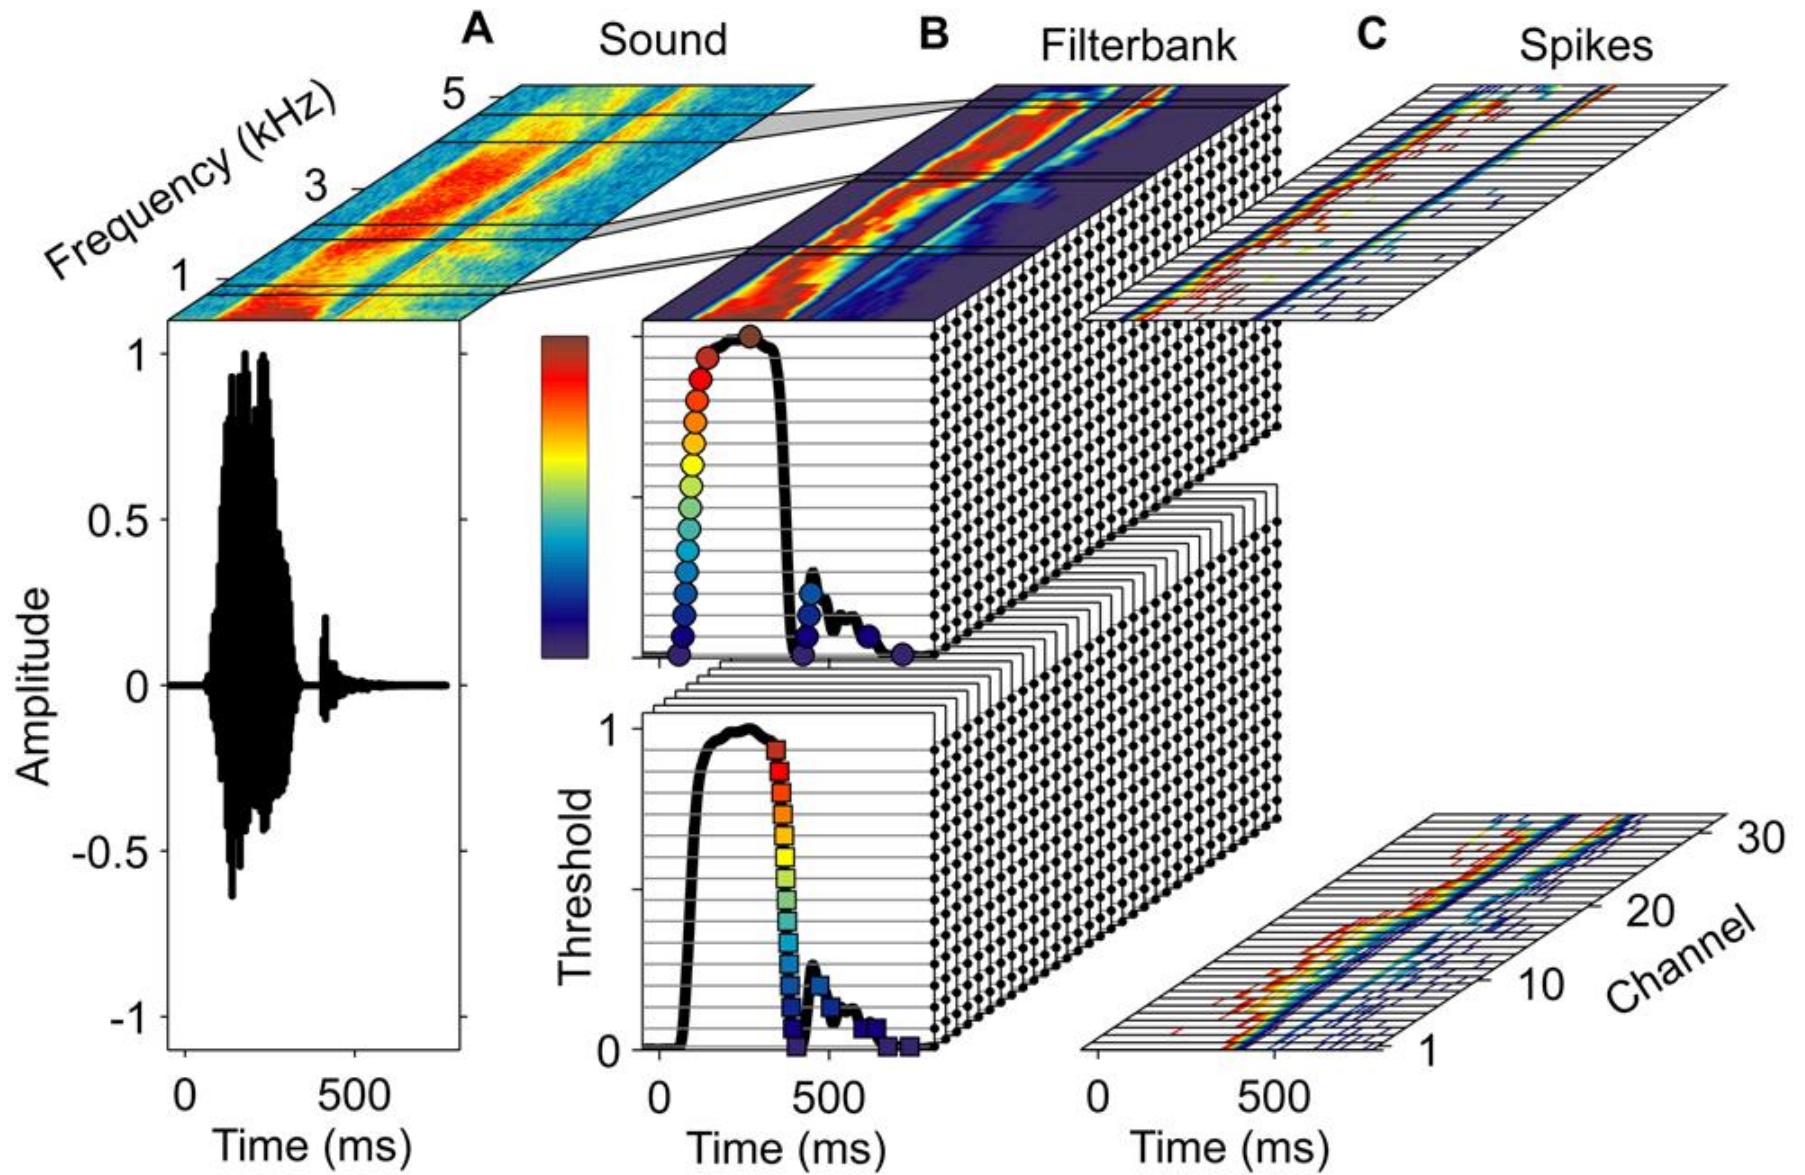 A Sound
B Filterbank
C Spikes
Frequency (kHz)
5
3
1
Amplitude
1
0.5
0
-0.5
-1
0 500
Time (ms)
Threshold
1
0
0 500
Time (ms)
30
20
10
1
Channel
0 500
Time (ms)